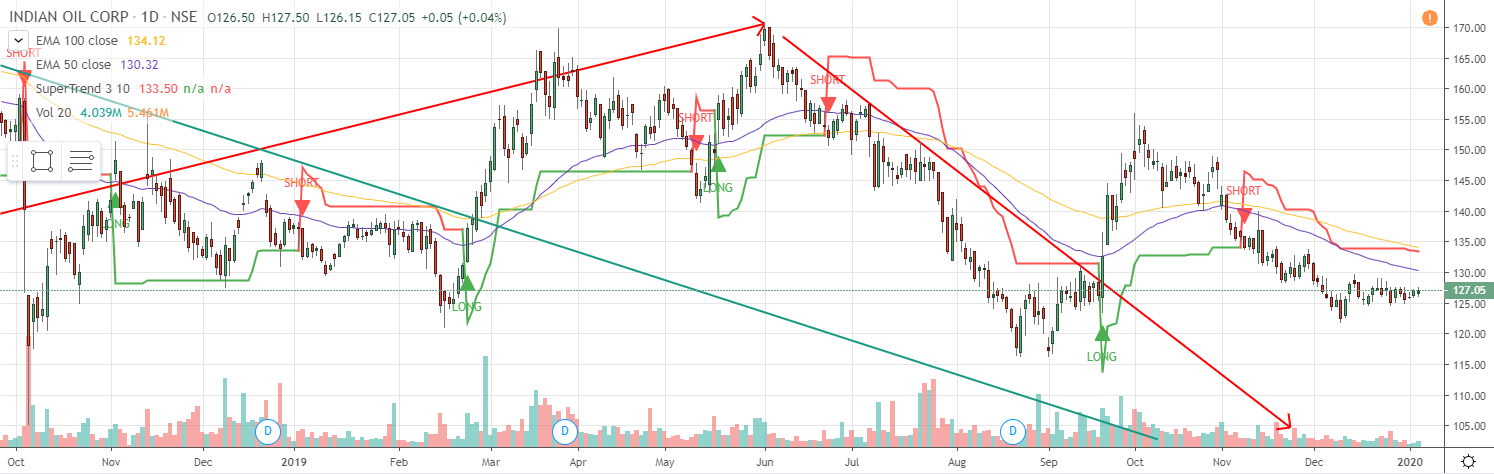 INDIAN OIL CORP · 1D · NSE O126.50 H127.50 L126.15 C127.05 +0.05 (+0.04%)
EMA 100 close 134.12
SHORT
EMA 50 close 130.32
SuperTrend 3 10 133.50 n/a n/a
Vol 20 4.039M 5.461M
!
170.00
165.00
SHORT
160.00
SHORT
155.00
150.00
SHORT
LONG
SHORT
145.00
140.00
135.00
130.00
127.05
125.00
LONG
120.00
LONG
115.00
110.00
105.00
D
D
D
Oct Nov Dec 2019 Feb Mar Apr May Jun Jul Aug Sep Oct Nov Dec 2020